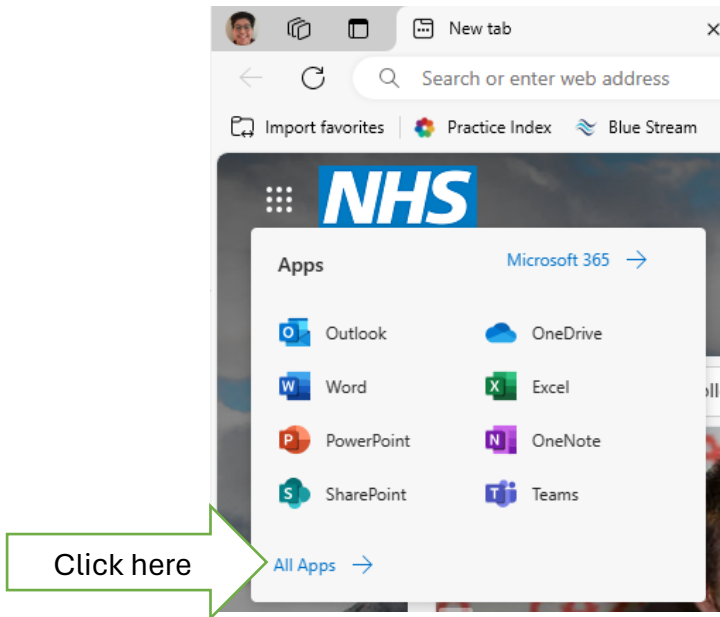 New tab
Search or enter web address
Import favorites Practice Index Blue Stream
NHS
Apps Microsoft 365
Outlook OneDrive
Word Excel
PowerPoint OneNote
SharePoint Teams
Click here All Apps